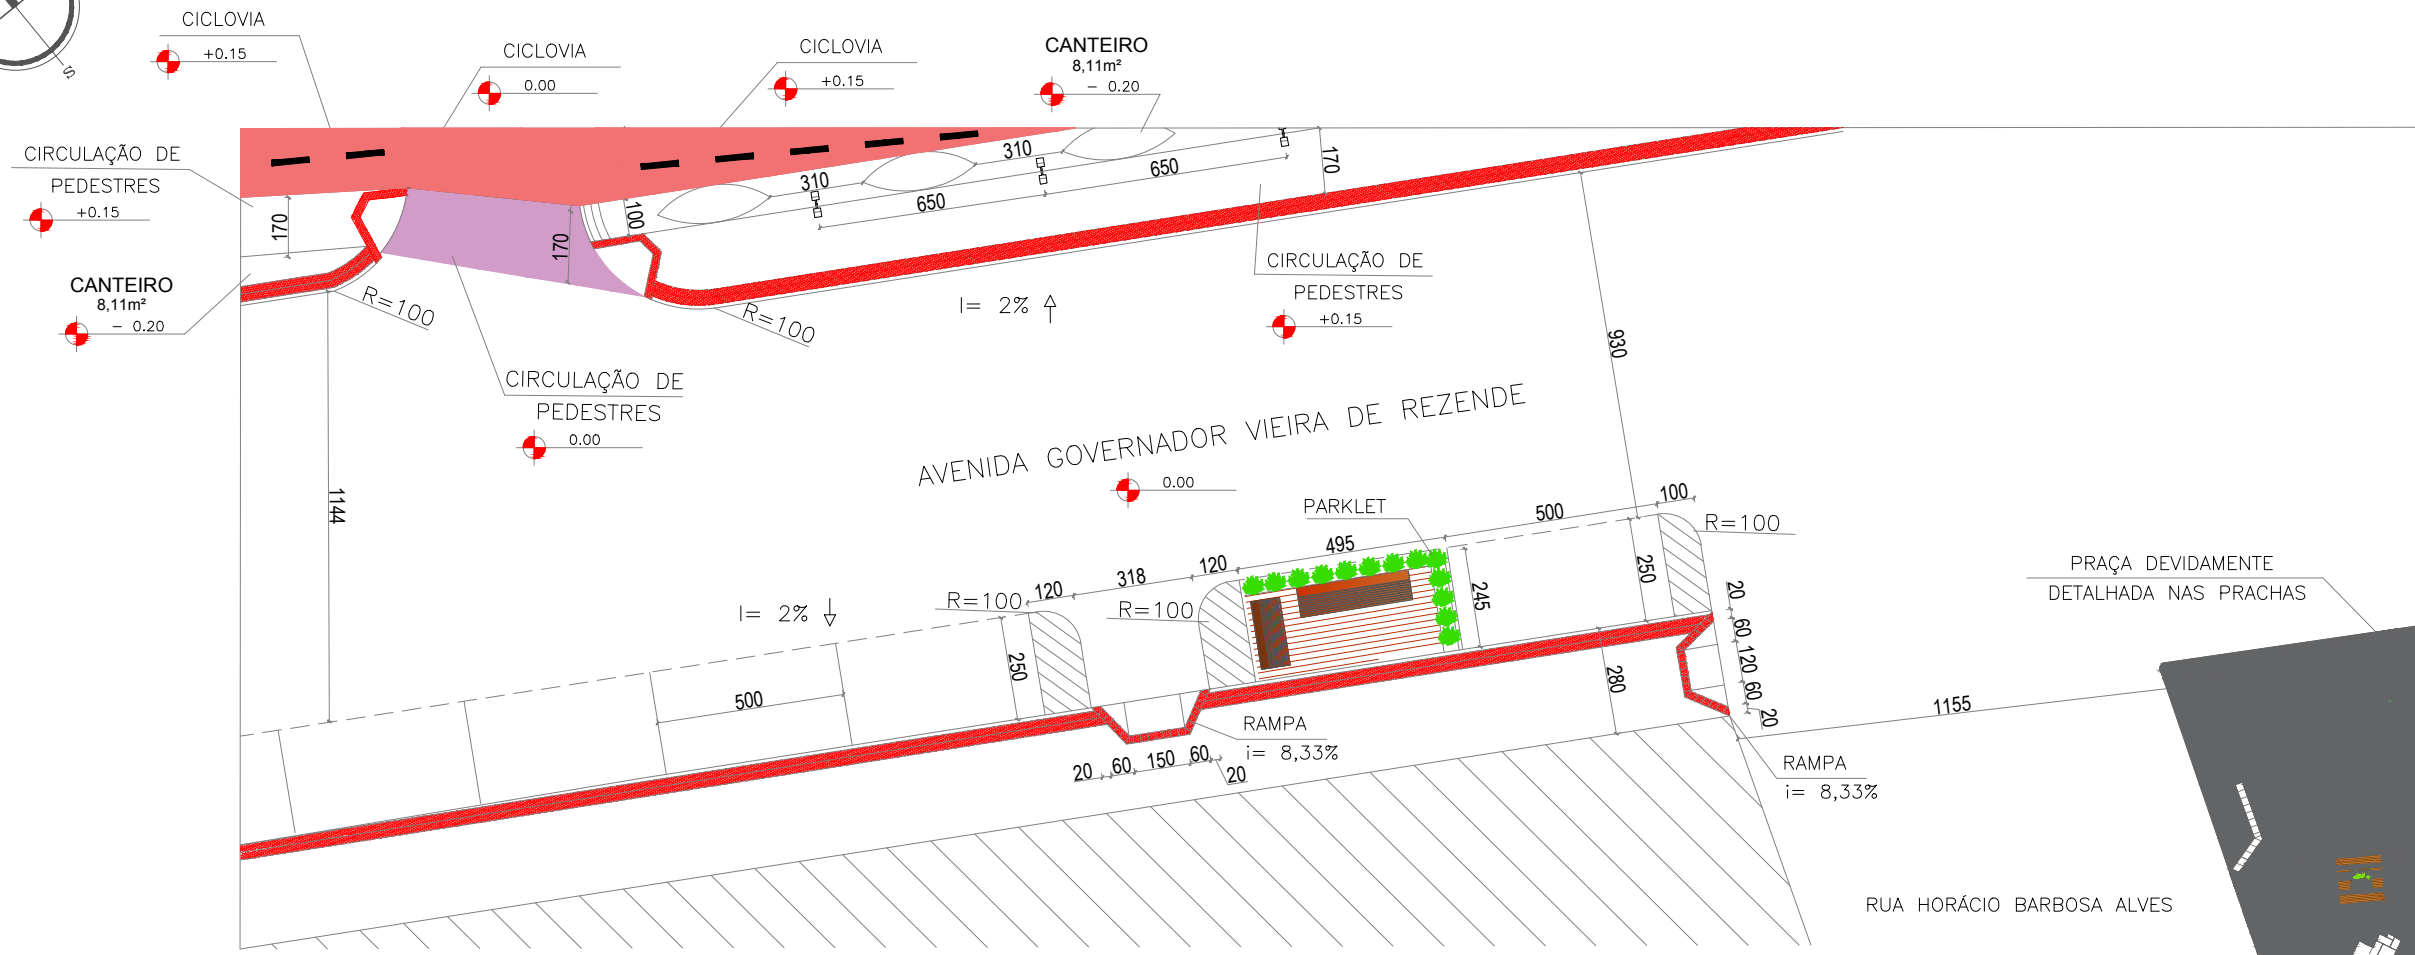 S
CICLOVIA
+0.15
CICLOVIA
0.00
CICLOVIA
+0.15
CANTEIRO
8,11m²
- 0.20
CIRCULAÇÃO DE
PEDESTRES
+0.15
170
CANTEIRO
8,11m²
- 0.20
R=100
170
100
R=100
310
310
650
650
170
CIRCULAÇÃO DE
PEDESTRES
+0.15
I= 2%
CIRCULAÇÃO DE
PEDESTRES
0.00
930
1144
AVENIDA GOVERNADOR VIEIRA DE REZENDE
0.00
PARKLET
500
100
R=100
495
120
318
120
R=100
R=100
245
250
250
I= 2%
500
280
20
60
120
60
20
RAMPA
i= 8,33%
20
60
150
60
20
RAMPA
i= 8,33%
1155
PRAÇA DEVIDAMENTE
DETALHADA NAS PRACHAS
RUA HORÁCIO BARBOSA ALVES